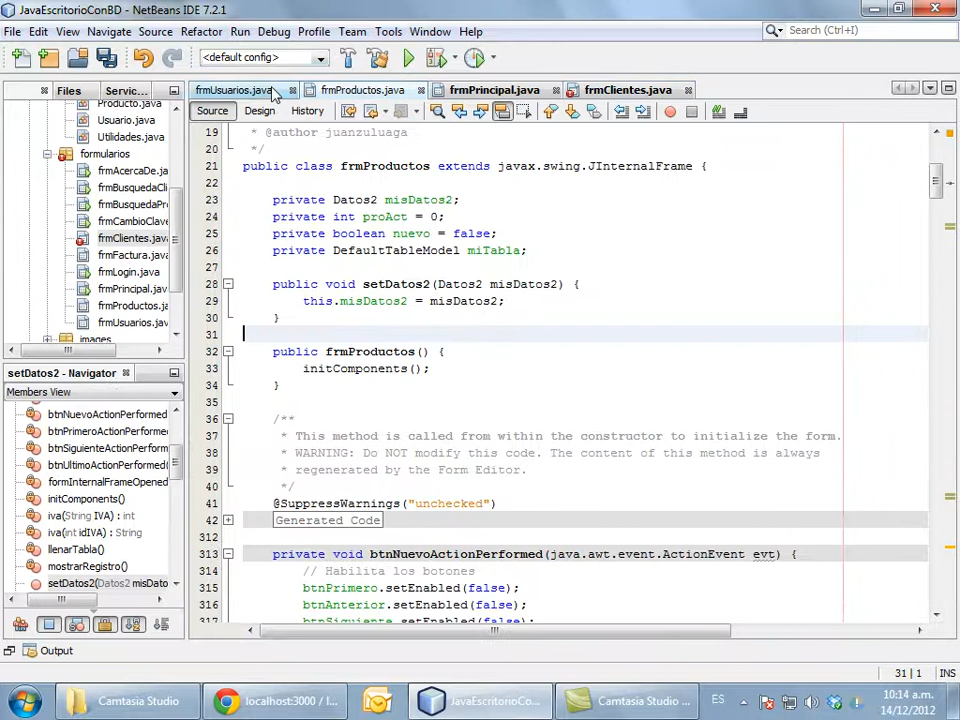 JavaEscritorioConBD - NetBeans IDE 7.2.1
File Edit View Navigate Source Refactor Run Debug Profile Team Tools Window Help
Search (Ctrl+I)
<default config>
Files Servic...
frmUsuarios.java frmProductos.java frmPrincipal.java frmClientes.java
Source Design History
Producto.java
Usuario.java
Utilidades.java
formularios
frmAcercaDe.ja
frmBusquedaCli
frmBusquedaPr
frmCambioClave
frmClientes.java
frmFactura.java
frmLogin.java
frmPrincipal.java
frmProductos.ja
frmUsuarios.jav
images
setDatos2 - Navigator
Members View
btnNuevoActionPerformed
btnPrimeroActionPerformed
btnSiguienteActionPerform
btnUltimoActionPerformed(
formInternalFrameOpened
initComponents()
iva(String IVA) : int
iva(int idIVA) : String
llenarTabla()
mostrarRegistro()
setDatos2(Datos2 misDato
19 * @author juanzuluaga
20 */
21 public class frmProductos extends javax.swing.JInternalFrame {
22
23 private Datos2 misDatos2;
24 private int proAct = 0;
25 private boolean nuevo = false;
26 private DefaultTableModel miTabla;
27
28 public void setDatos2(Datos2 misDatos2) {
29 this.misDatos2 = misDatos2;
30 }
31
32 public frmProductos() {
33 initComponents();
34 }
35
36 /**
37 * This method is called from within the constructor to initialize the form.
38 * WARNING: Do NOT modify this code. The content of this method is always
39 * regenerated by the Form Editor.
40 */
41 @SuppressWarnings("unchecked")
42 Generated Code
312
313 private void btnNuevoActionPerformed(java.awt.event.ActionEvent evt) {
314 // Habilita los botones
315 btnPrimero.setEnabled(false);
316 btnAnterior.setEnabled(false);
317 btnSiguiente.setEnabled(false);
Output
31 | 1 INS
Camtasia Studio
localhost:3000 / l...
JavaEscritorioCo...
Camtasia Studio ...
ES
10:14 a.m.
14/12/2012